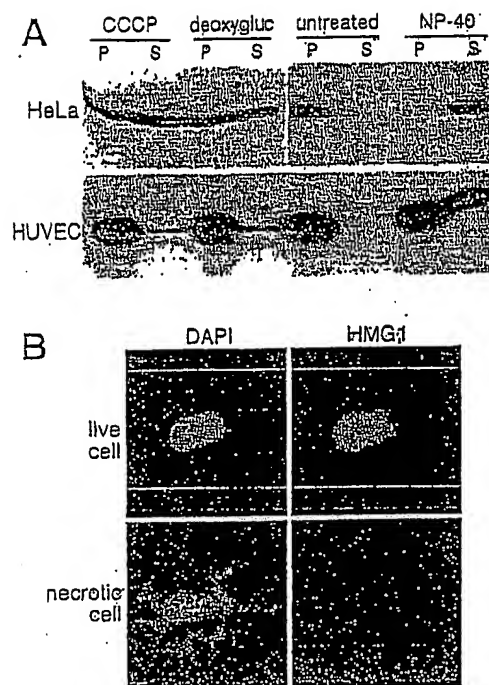 A
CCCP deoxygluc untreated NP-40
P S P S P S P S
HeLa
HUVEC
B
DAPI HMG1
live
cell
necrotic
cell